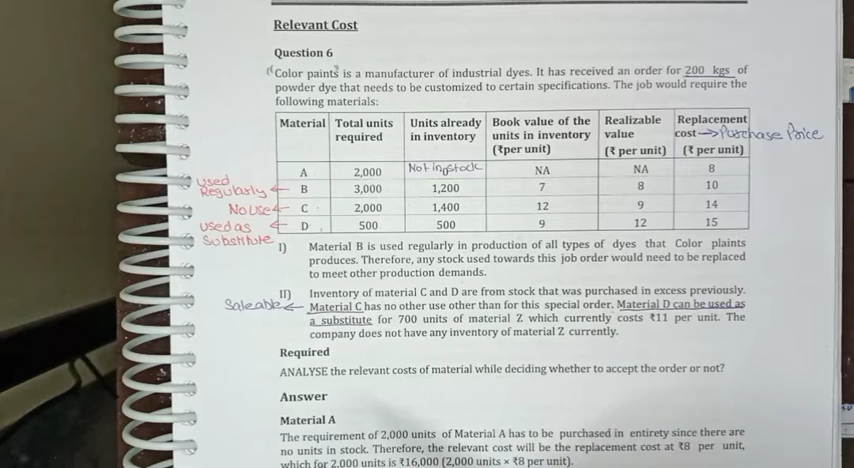 Relevant Cost
Question 6
"Color paints" is a manufacturer of industrial dyes. It has received an order for 200 kgs of
powder dye that needs to be customized to certain specifications. The job would require the
following materials:
Material Total units required Units already in inventory Book value of the units in inventory (₹per unit) Realizable value (₹ per unit) Replacement cost→Purchase Price (₹ per unit)
A 2,000 Not in stock NA NA 8
used Regularly ← B 3,000 1,200 7 8 10
No use ← C 2,000 1,400 12 9 14
used as Substitute ← D 500 500 9 12 15
I) Material B is used regularly in production of all types of dyes that Color plaints
produces. Therefore, any stock used towards this job order would need to be replaced
to meet other production demands.
II) Inventory of material C and D are from stock that was purchased in excess previously.
Saleable ← Material C has no other use other than for this special order. Material D can be used as
a substitute for 700 units of material Z which currently costs ₹11 per unit. The
company does not have any inventory of material Z currently.
Required
ANALYSE the relevant costs of material while deciding whether to accept the order or not?
Answer
Material A
The requirement of 2,000 units of Material A has to be purchased in entirety since there are
no units in stock. Therefore, the relevant cost will be the replacement cost at ₹8 per unit,
which for 2,000 units is ₹16,000 (2,000 units × ₹8 per unit).